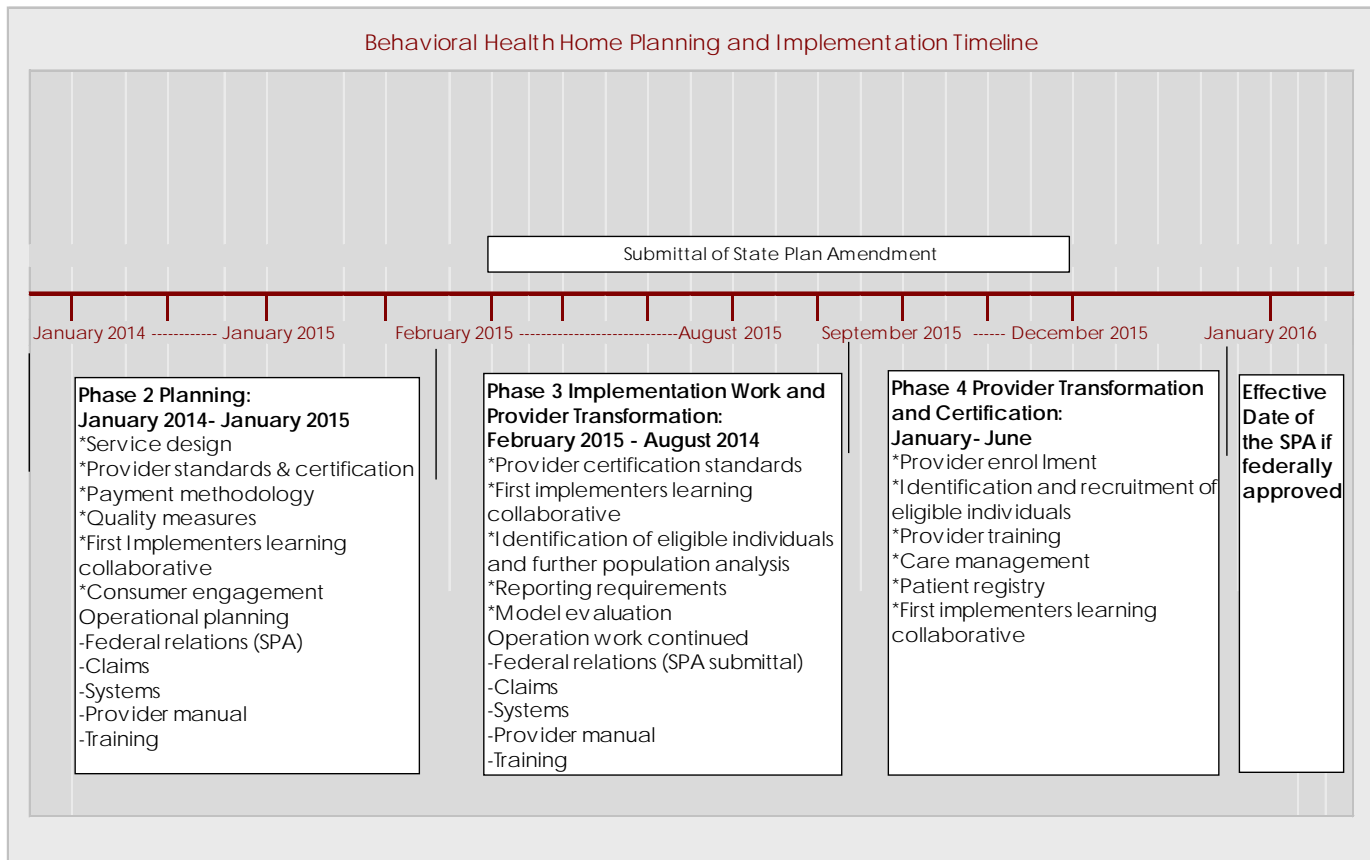 Behavioral Health Home Planning and Implementation Timeline
Submittal of State Plan Amendment
January 2014 ------------ January 2015
February 2015 -----------------------------August 2015
September 2015 ------ December 2015
January 2016
Phase 2 Planning:
January 2014- January 2015
*Service design
*Provider standards & certification
*Payment methodology
*Quality measures
*First Implementers learning
collaborative
*Consumer engagement
Operational planning
-Federal relations (SPA)
-Claims
-Systems
-Provider manual
-Training
Phase 3 Implementation Work and
Provider Transformation:
February 2015 - August 2014
*Provider certification standards
*First implementers learning
collaborative
*Identification of eligible individuals
and further population analysis
*Reporting requirements
*Model evaluation
Operation work continued
-Federal relations (SPA submittal)
-Claims
-Systems
-Provider manual
-Training
Phase 4 Provider Transformation
and Certification:
January- June
*Provider enrollment
*Identification and recruitment of
eligible individuals
*Provider training
*Care management
*Patient registry
*First implementers learning
collaborative
Effective
Date of
the SPA if
federally
approved